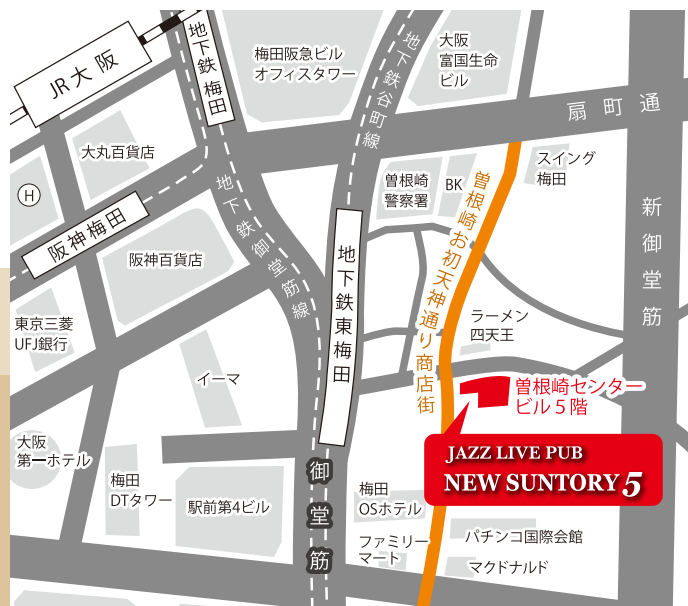 JR大阪
地下鉄梅田
梅田阪急ビル
オフィスタワー
地下鉄谷町線
大阪
富国生命
ビル
扇町通
大丸百貨店
H
阪神梅田
地下鉄御堂筋線
曽根崎
警察署
BK
スイング
梅田
曽根崎お初天神通り商店街
新御堂筋
阪神百貨店
地下鉄東梅田
東京三菱
UFJ銀行
イーマ
ラーメン
四天王
曽根崎センター
ビル5階
JAZZ LIVE PUB
NEW SUNTORY 5
大阪
第一ホテル
梅田
DTタワー
駅前第4ビル
御堂筋
梅田
OSホテル
ファミリー
マート
パチンコ国際会館
マクドナルド